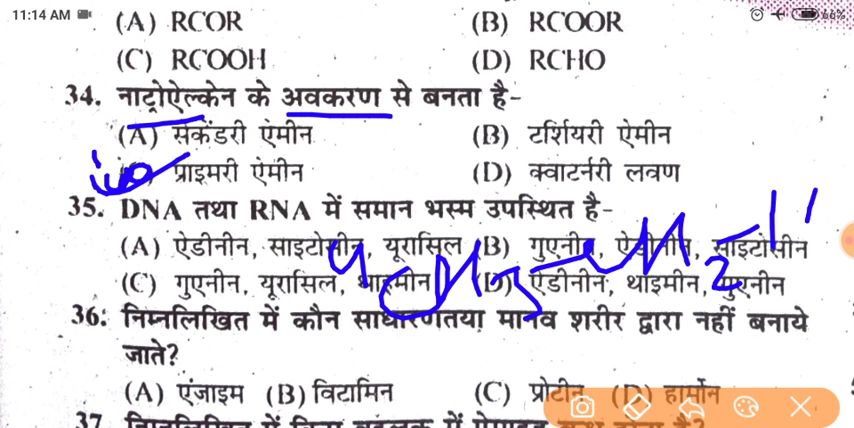 (A) RCOR (B) RCOOR
11:14 AM 66%
(C) RCOOH (D) RCHO
34. नाट्रोऐल्केन के अवकरण से बनता है-
(A) सेकेंडरी ऐमीन (B) टर्शियरी ऐमीन
प्राइमरी ऐमीन (D) क्वाटर्नरी लवण
35. DNA तथा RNA में समान भस्म उपस्थित है-
(A) ऐडीनीन, साइटोसीन, यूरासिल (B) गुएनीन, ऐडीनीन, साइटोसीन
(C) गुएनीन, यूरासिल, थाइमीन (D) ऐडीनीन, थाइमीन, गुएनीन
36. निम्नलिखित में कौन साधारणतया मानव शरीर द्वारा नहीं बनाये
जाते?
(A) एंजाइम (B) विटामिन (C) प्रोटीन (D) हार्मोन
37